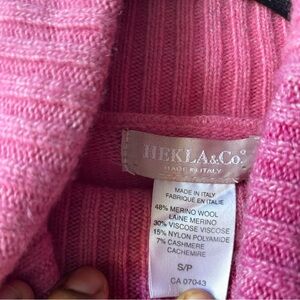 HEKLA&Co.
MADE IN ITALY
MADE IN ITALY
FABRIQUÉ EN ITALIE
48% MERINO WOOL
LAINE MERINO
30% VISCOSE VISCOSE
15% NYLON POLYAMIDE
7% CASHMERE
CACHEMIRE
S/P
CA 07043